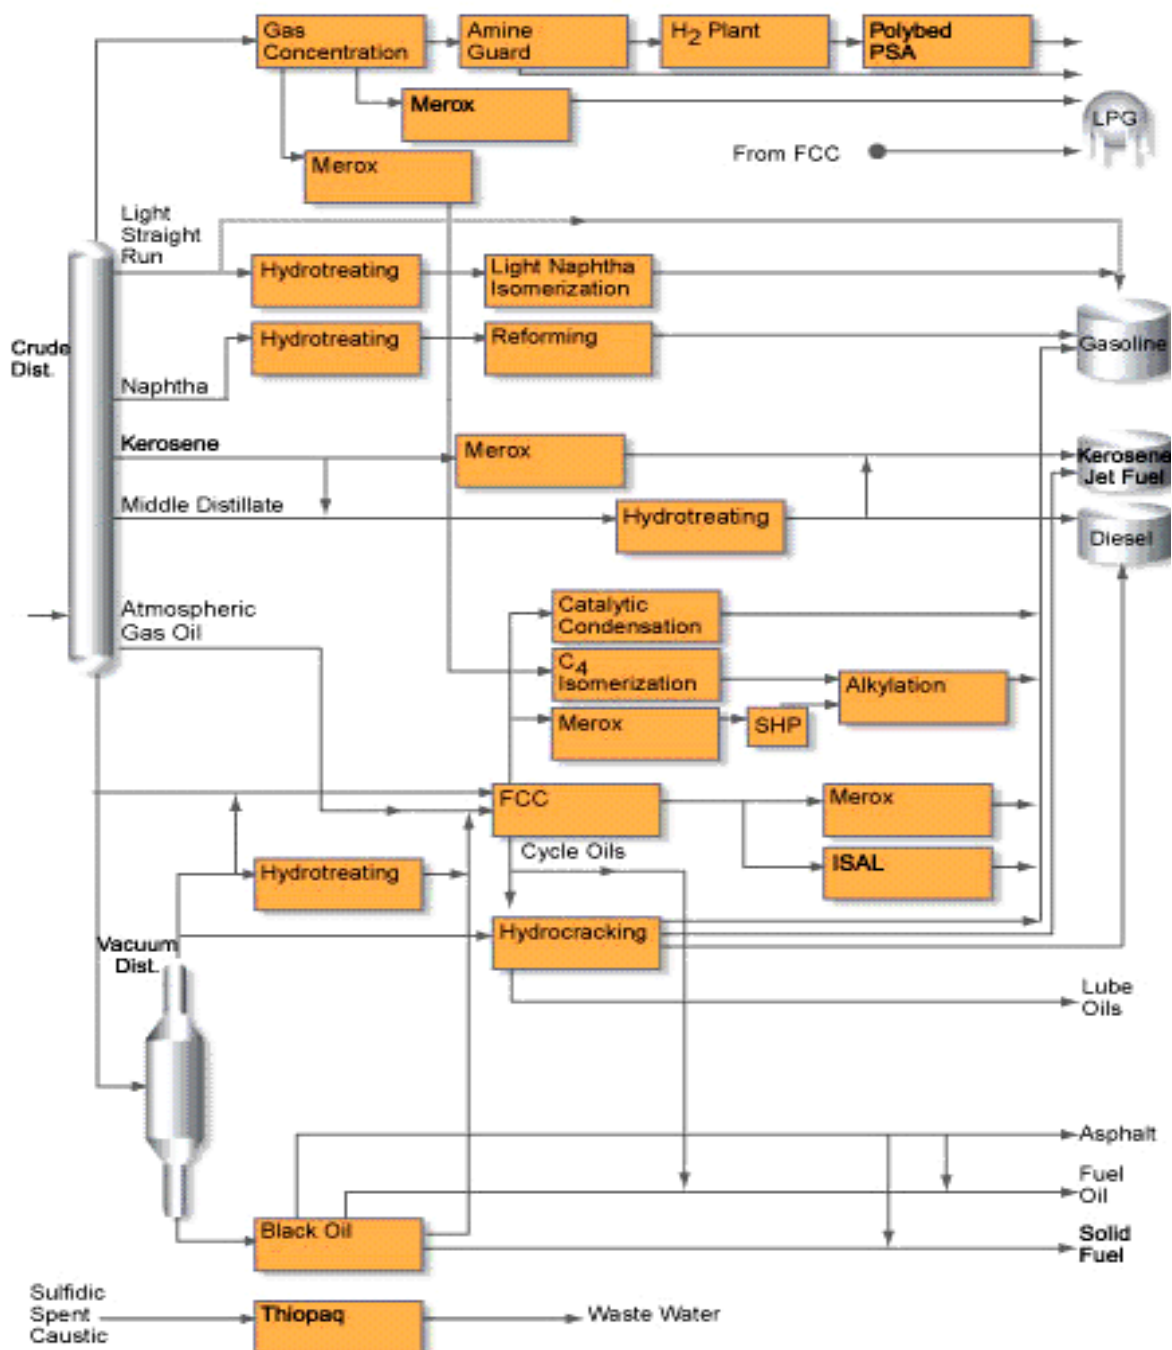 Gas
Concentration
Amine
Guard
H2 Plant
Polybed
PSA
Merox
LPG
From FCC
Merox
Light
Straight
Run
Hydrotreating
Light Naphtha
Isomerization
Crude
Dist.
Hydrotreating
Reforming
Gasoline
Naphtha
Kerosene
Merox
Kerosene
Jet Fuel
Middle Distillate
Hydrotreating
Diesel
Atmospheric
Gas Oil
Catalytic
Condensation
C4
Isomerization
Alkylation
Merox
SHP
FCC
Merox
Cycle Oils
Hydrotreating
ISAL
Vacuum
Dist.
Hydrocracking
Lube
Oils
Asphalt
Fuel
Oil
Black Oil
Solid
Fuel
Sulfidic
Spent
Caustic
Thiopaq
Waste Water